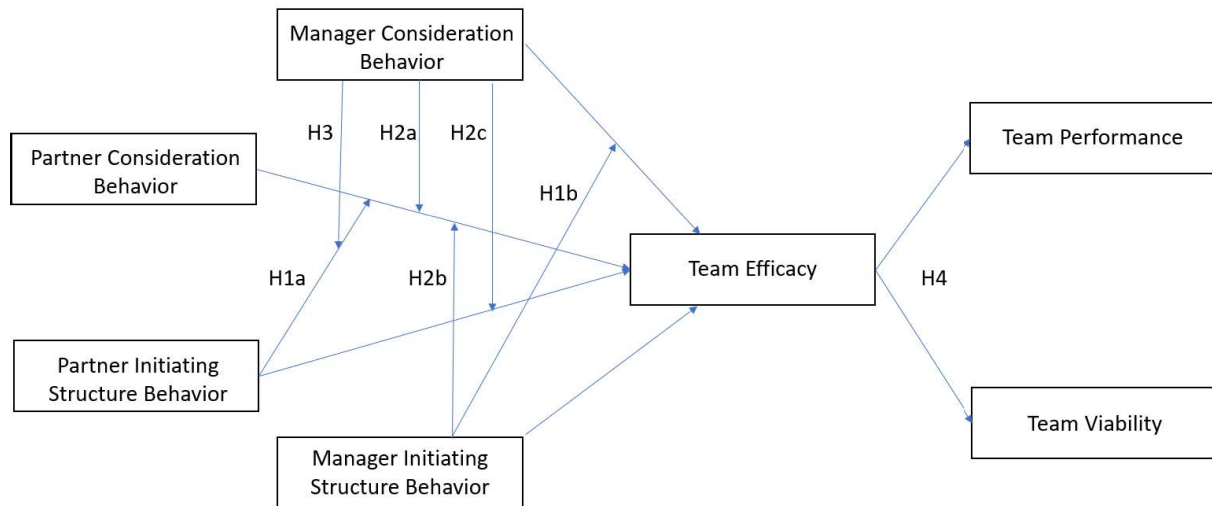 Manager Consideration
Behavior
H3
H2a
H2c
Partner Consideration
Behavior
H1b
Team Performance
H1a
H2b
Team Efficacy
H4
Partner Initiating
Structure Behavior
Manager Initiating
Structure Behavior
Team Viability